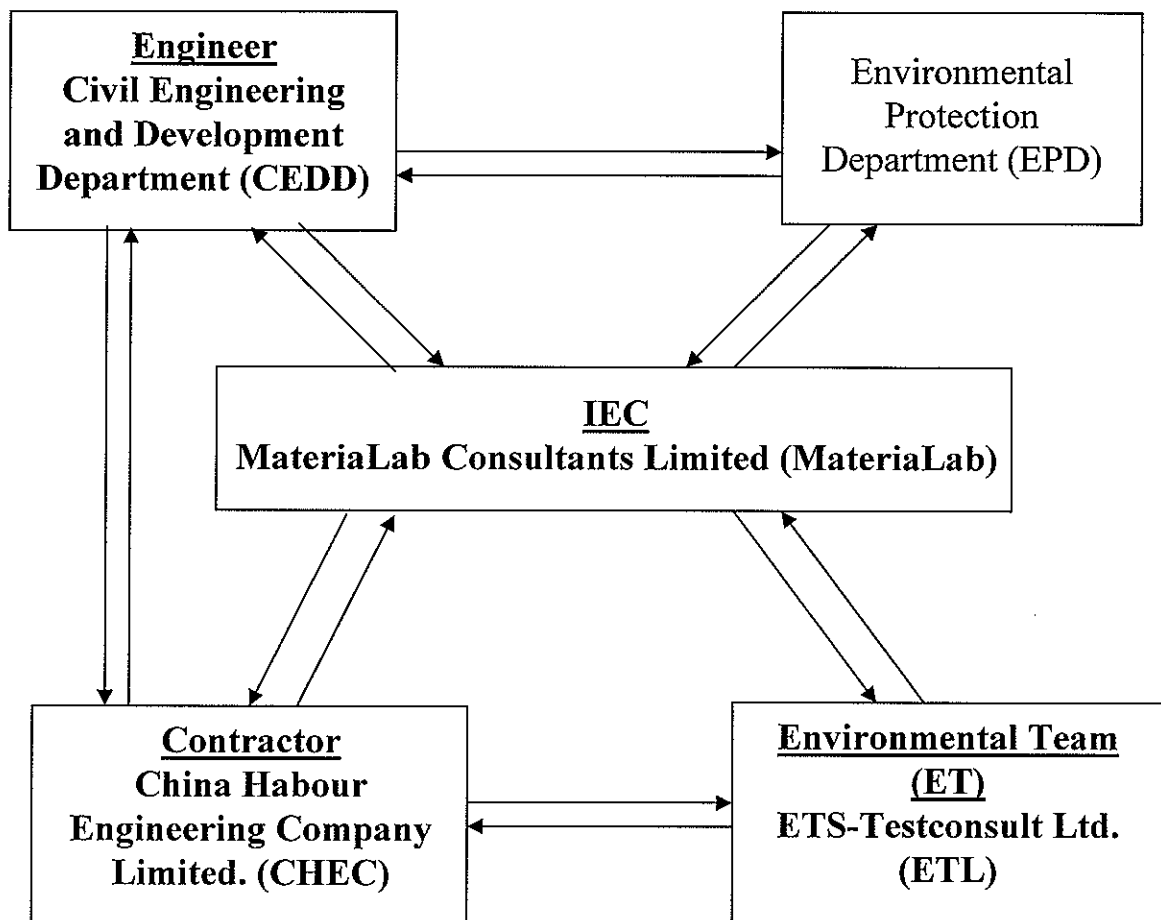 Engineer
Civil Engineering
and Development
Department (CEDD)
Environmental
Protection
Department (EPD)
IEC
MateriaLab Consultants Limited (MateriaLab)
Contractor
China Habour
Engineering Company
Limited. (CHEC)
Environmental Team
(ET)
ETS-Testconsult Ltd.
(ETL)